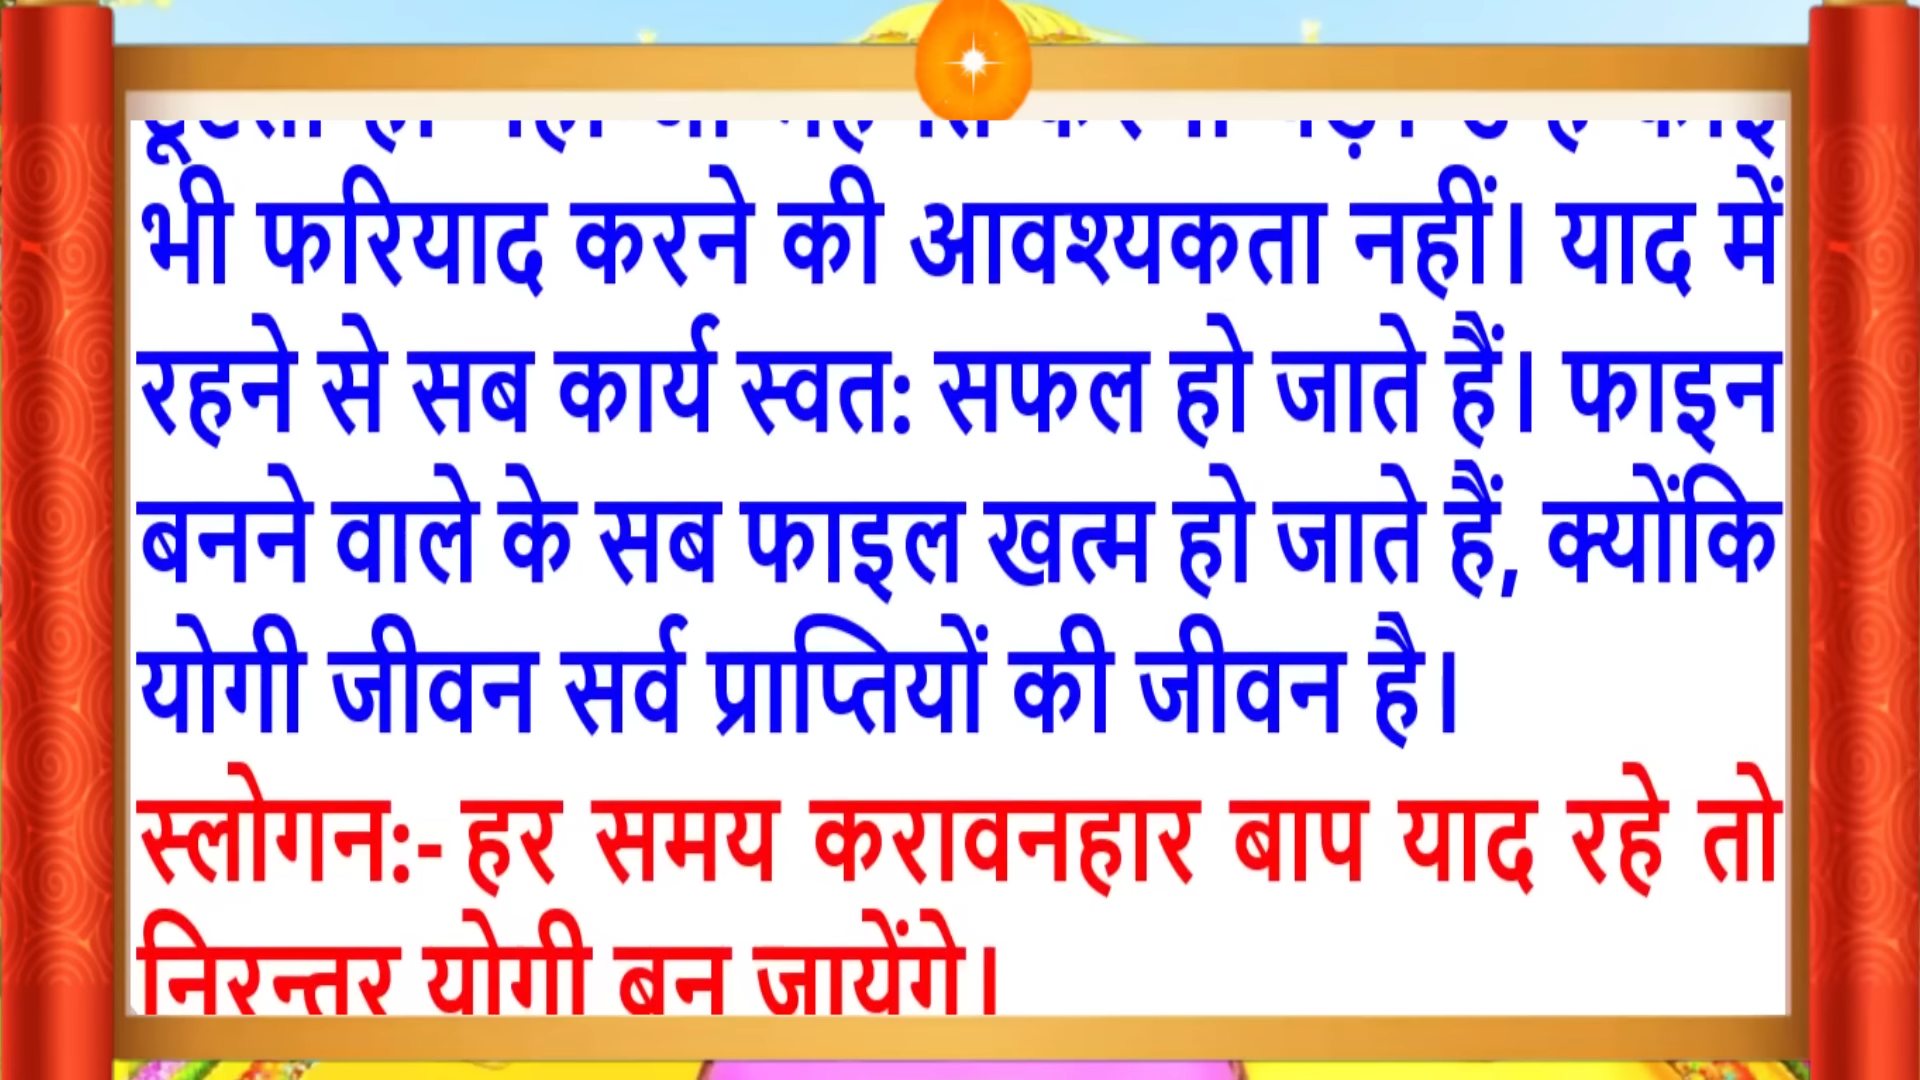 भी फरियाद करने की आवश्यकता नहीं। याद में
रहने से सब कार्य स्वत: सफल हो जाते हैं। फाइन
बनने वाले के सब फाइल खत्म हो जाते हैं, क्योंकि
योगी जीवन सर्व प्राप्तियों की जीवन है।
स्लोगन:- हर समय करावनहार बाप याद रहे तो
निरन्तर योगी बन जायेंगे।